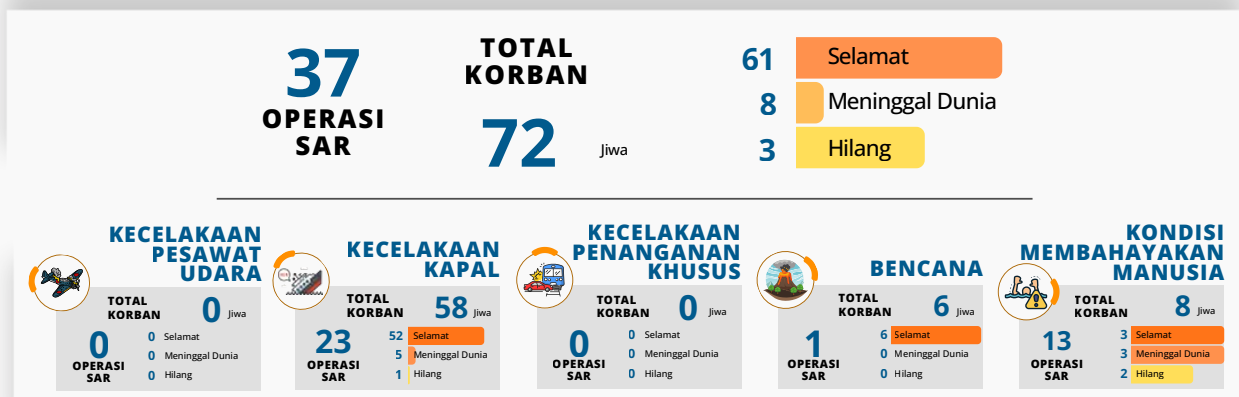 37
OPERASI
SAR
TOTAL
KORBAN
72 Jiwa
61 Selamat
8 Meninggal Dunia
3 Hilang
KECELAKAAN
PESAWAT
UDARA
TOTAL
KORBAN
0 Jiwa
0
OPERASI
SAR
0 Selamat
0 Meninggal Dunia
0 Hilang
KECELAKAAN
KAPAL
TOTAL
KORBAN
58 Jiwa
23
OPERASI
SAR
52 Selamat
5 Meninggal Dunia
1 Hilang
KECELAKAAN
PENANGANAN
KHUSUS
TOTAL
KORBAN
0 Jiwa
0
OPERASI
SAR
0 Selamat
0 Meninggal Dunia
0 Hilang
BENCANA
TOTAL
KORBAN
6 Jiwa
1
OPERASI
SAR
6 Selamat
0 Meninggal Dunia
0 Hilang
KONDISI
MEMBAHAYAKAN
MANUSIA
TOTAL
KORBAN
8 Jiwa
13
OPERASI
SAR
3 Selamat
3 Meninggal Dunia
2 Hilang